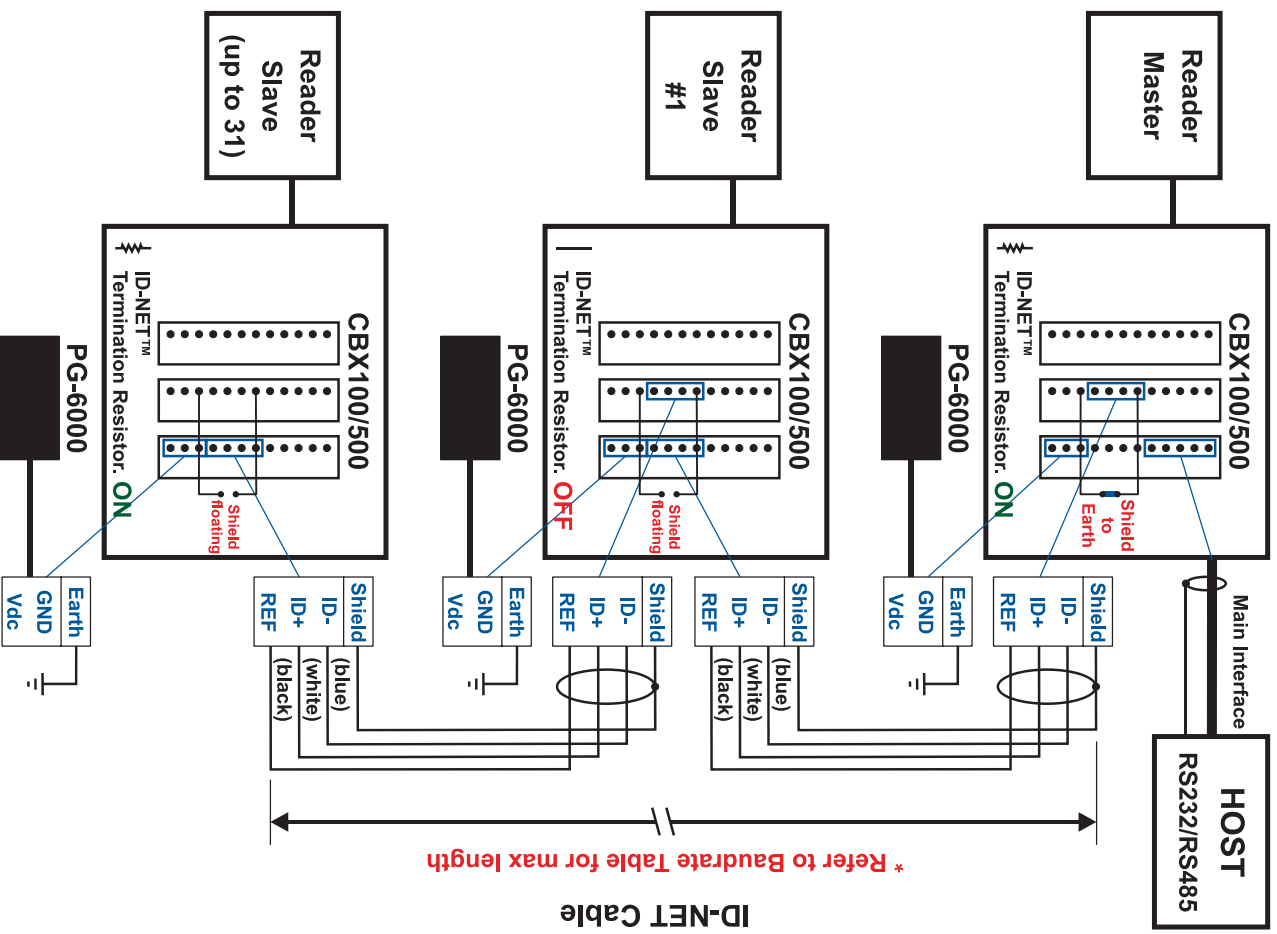 Reader
Master
CBX100/500
ID-NET™
Termination Resistor. ON
Shield
to
Earth
PG-6000
Earth
GND
Vdc
Shield
ID-
ID+
REF
Main Interface
HOST
RS232/RS485
Reader
Slave
#1
CBX100/500
ID-NET™
Termination Resistor. OFF
Shield
floating
PG-6000
Earth
GND
Vdc
Shield
ID-
ID+
REF
Shield
ID-
ID+
REF
(blue)
(white)
(black)
Reader
Slave
(up to 31)
CBX100/500
ID-NET™
Termination Resistor. ON
Shield
floating
PG-6000
Earth
GND
Vdc
Shield
ID-
ID+
REF
(blue)
(white)
(black)
* Refer to Baudrate Table for max length
ID-NET Cable